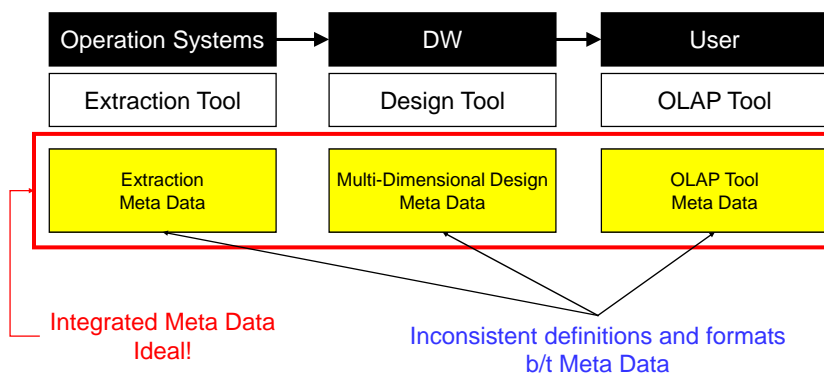 Operation Systems
DW
User
Extraction Tool
Design Tool
OLAP Tool
Extraction
Meta Data
Multi-Dimensional Design
Meta Data
OLAP Tool
Meta Data
Integrated Meta Data
Ideal!
Inconsistent definitions and formats
b/t Meta Data